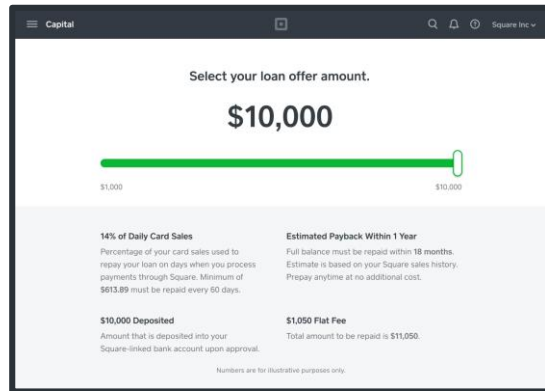 Capital
Square Inc
Select your loan offer amount.
$10,000
$1,000
$10,000
14% of Daily Card Sales
Percentage of your card sales used to
repay your loan on days when you process
payments through Square. Minimum of
$613.89 must be repaid every 60 days.
Estimated Payback Within 1 Year
Full balance must be repaid within 18 months.
Estimate is based on your Square sales history.
Prepay anytime at no additional cost.
$10,000 Deposited
Amount that is deposited into your
Square-linked bank account upon approval.
$1,050 Flat Fee
Total amount to be repaid is $11,050.
Numbers are for illustrative purposes only.